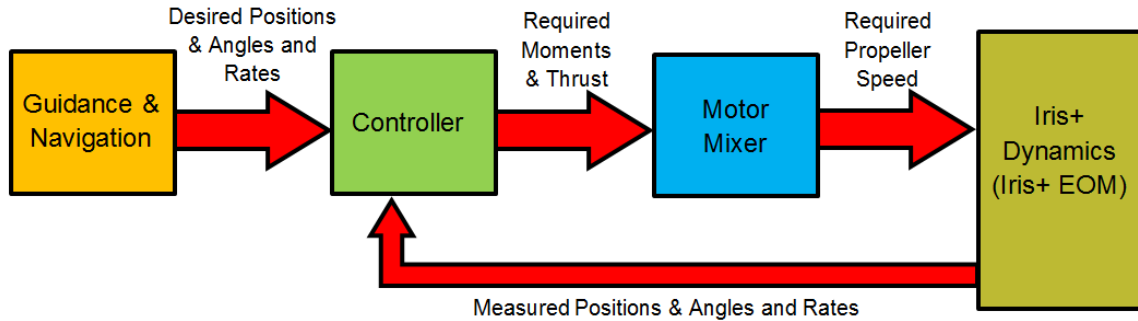 Desired Positions
& Angles and
Rates
Required
Moments
& Thrust
Required
Propeller
Speed
Guidance &
Navigation
Controller
Motor
Mixer
Iris+
Dynamics
(Iris+ EOM)
Measured Positions & Angles and Rates